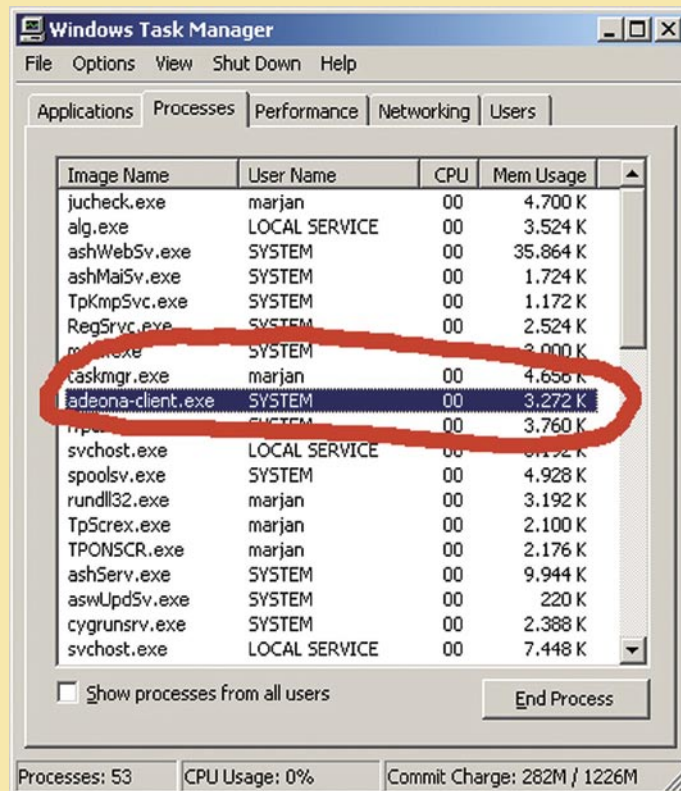 Windows Task Manager
File Options View Shut Down Help
Applications Processes Performance Networking Users
Image Name User Name CPU Mem Usage
jucheck.exe marjan 00 4.700 K
alg.exe LOCAL SERVICE 00 3.524 K
ashWebSv.exe SYSTEM 00 35.864 K
ashMaiSv.exe SYSTEM 00 1.724 K
TpKmpSvc.exe SYSTEM 00 1.172 K
RegSrvc.exe SYSTEM 00 2.524 K
SYSTEM 00
taskmgr.exe marjan 00 4.656 K
adeona-client.exe SYSTEM 00 3.272 K
SYSTEM 00 3.760 K
svchost.exe LOCAL SERVICE 00
spoolsv.exe SYSTEM 00 4.928 K
rundll32.exe marjan 00 3.192 K
TpScrex.exe marjan 00 2.100 K
TPONSCR.exe marjan 00 2.176 K
ashServ.exe SYSTEM 00 9.944 K
aswUpdSv.exe SYSTEM 00 220 K
cygrunsrv.exe SYSTEM 00 2.388 K
svchost.exe LOCAL SERVICE 00 7.448 K
Show processes from all users End Process
Processes: 53 CPU Usage: 0% Commit Charge: 282M / 1226M